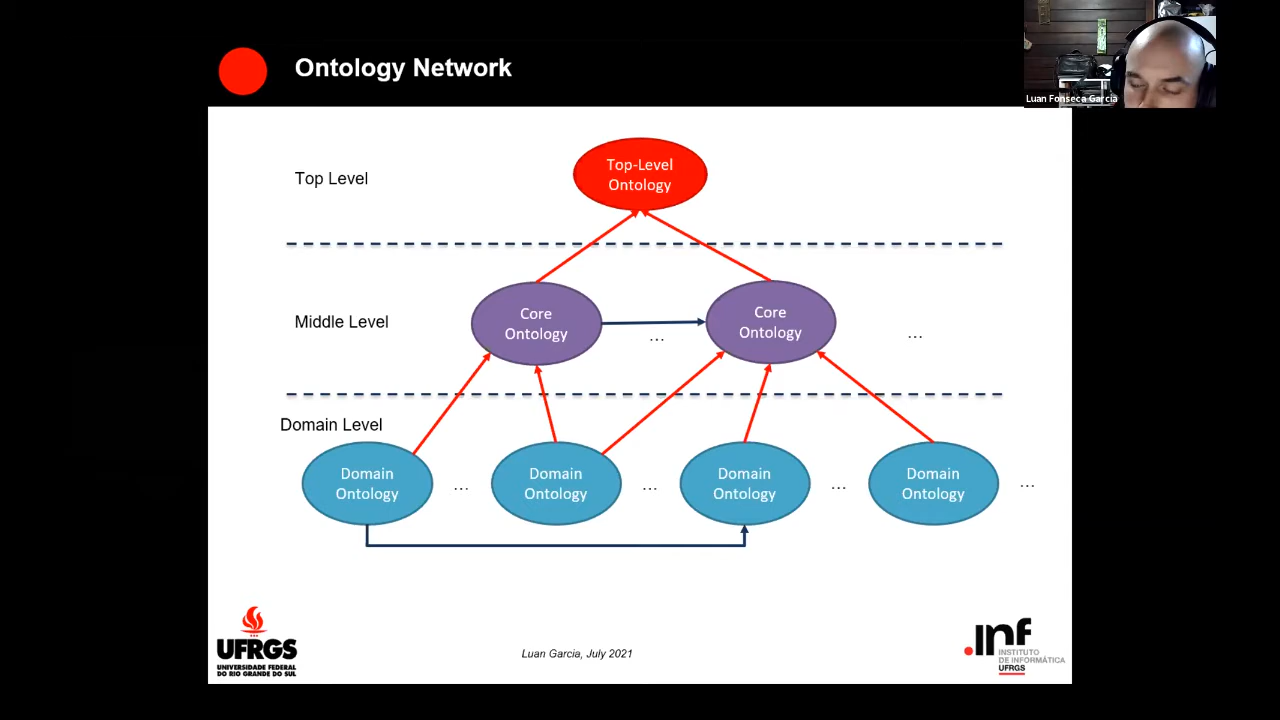 Ontology Network
Luan Fonseca Garcia
Top Level
Top-Level
Ontology
Middle Level
Core
Ontology
...
Core
Ontology
...
Domain Level
Domain
Ontology
...
Domain
Ontology
...
Domain
Ontology
...
Domain
Ontology
...
UFRGS
UNIVERSIDADE FEDERAL
DO RIO GRANDE DO SUL
Luan Garcia, July 2021
.inf
INSTITUTO
DE INFORMÁTICA
UFRGS